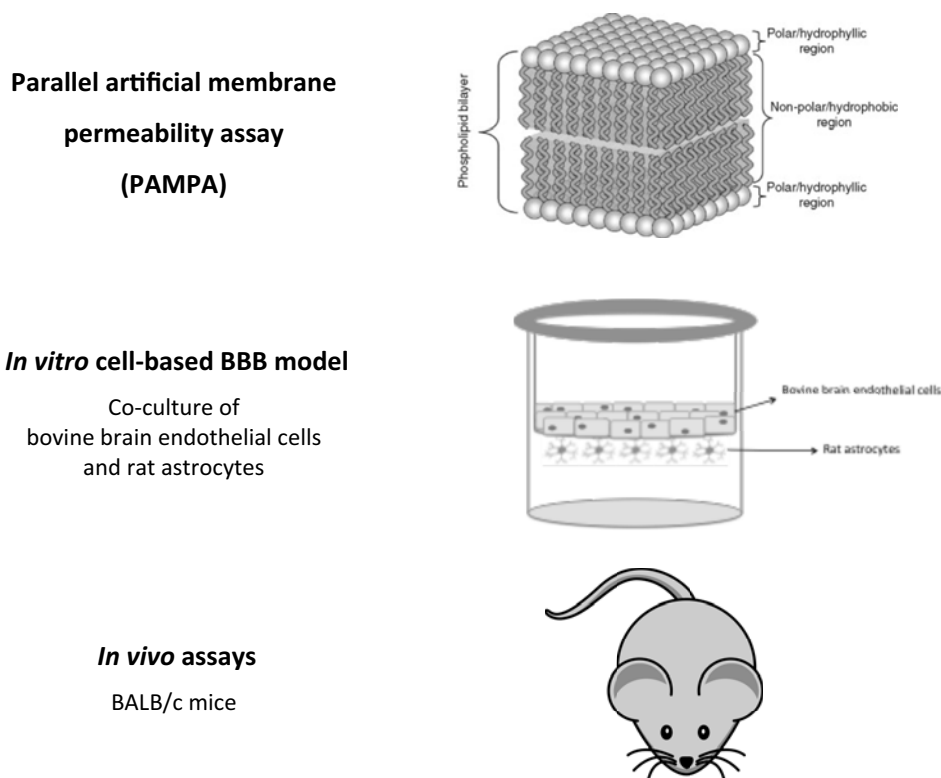 Parallel artificial membrane
permeability assay
(PAMPA)
Phospholipid bilayer
Polar/hydrophyllic
region
Non-polar/hydrophobic
region
Polar/hydrophyllic
region
In vitro cell-based BBB model
Co-culture of
bovine brain endothelial cells
and rat astrocytes
Bovine brain endothelial cells
Rat astrocytes
In vivo assays
BALB/c mice